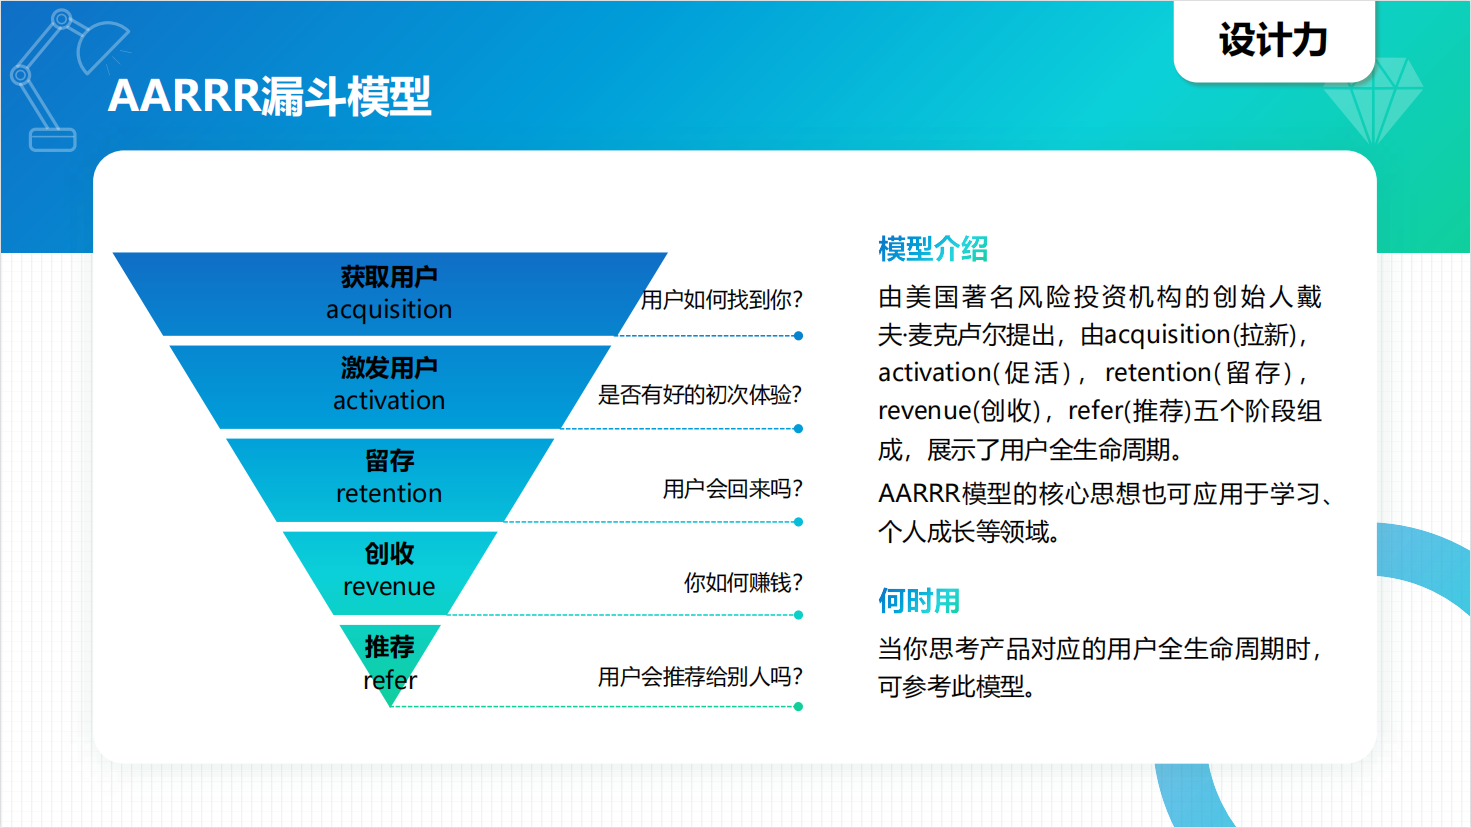 设计力
AARRR漏斗模型
获取用户
acquisition
用户如何找到你?
激发用户
activation
是否有好的初次体验?
留存
retention
用户会回来吗?
创收
revenue
你如何赚钱?
推荐
refer
用户会推荐给别人吗?
模型介绍
由美国著名风险投资机构的创始人戴
夫·麦克卢尔提出，由acquisition(拉新)，
activation(促活)，retention(留存)，
revenue(创收)，refer(推荐)五个阶段组
成，展示了用户全生命周期。
AARRR模型的核心思想也可应用于学习、
个人成长等领域。
何时用
当你思考产品对应的用户全生命周期时，
可参考此模型。